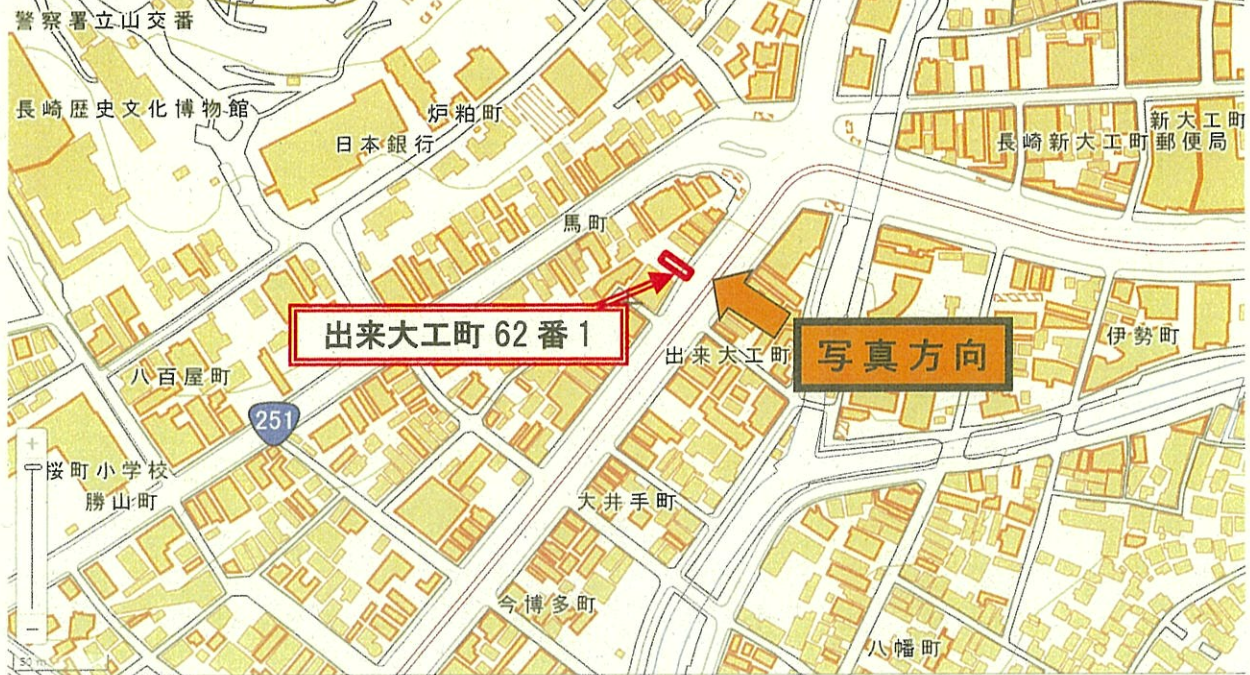 警察署立山交番
長崎歴史文化博物館
炉粕町
日本銀行
新大工町
長崎新大工町
郵便局
馬町
出来大工町 62 番 1
出来大工町
写真方向
伊勢町
八百屋町
251
+
桜町小学校
勝山町
大井手町
今博多町
八幡町
−
50 m